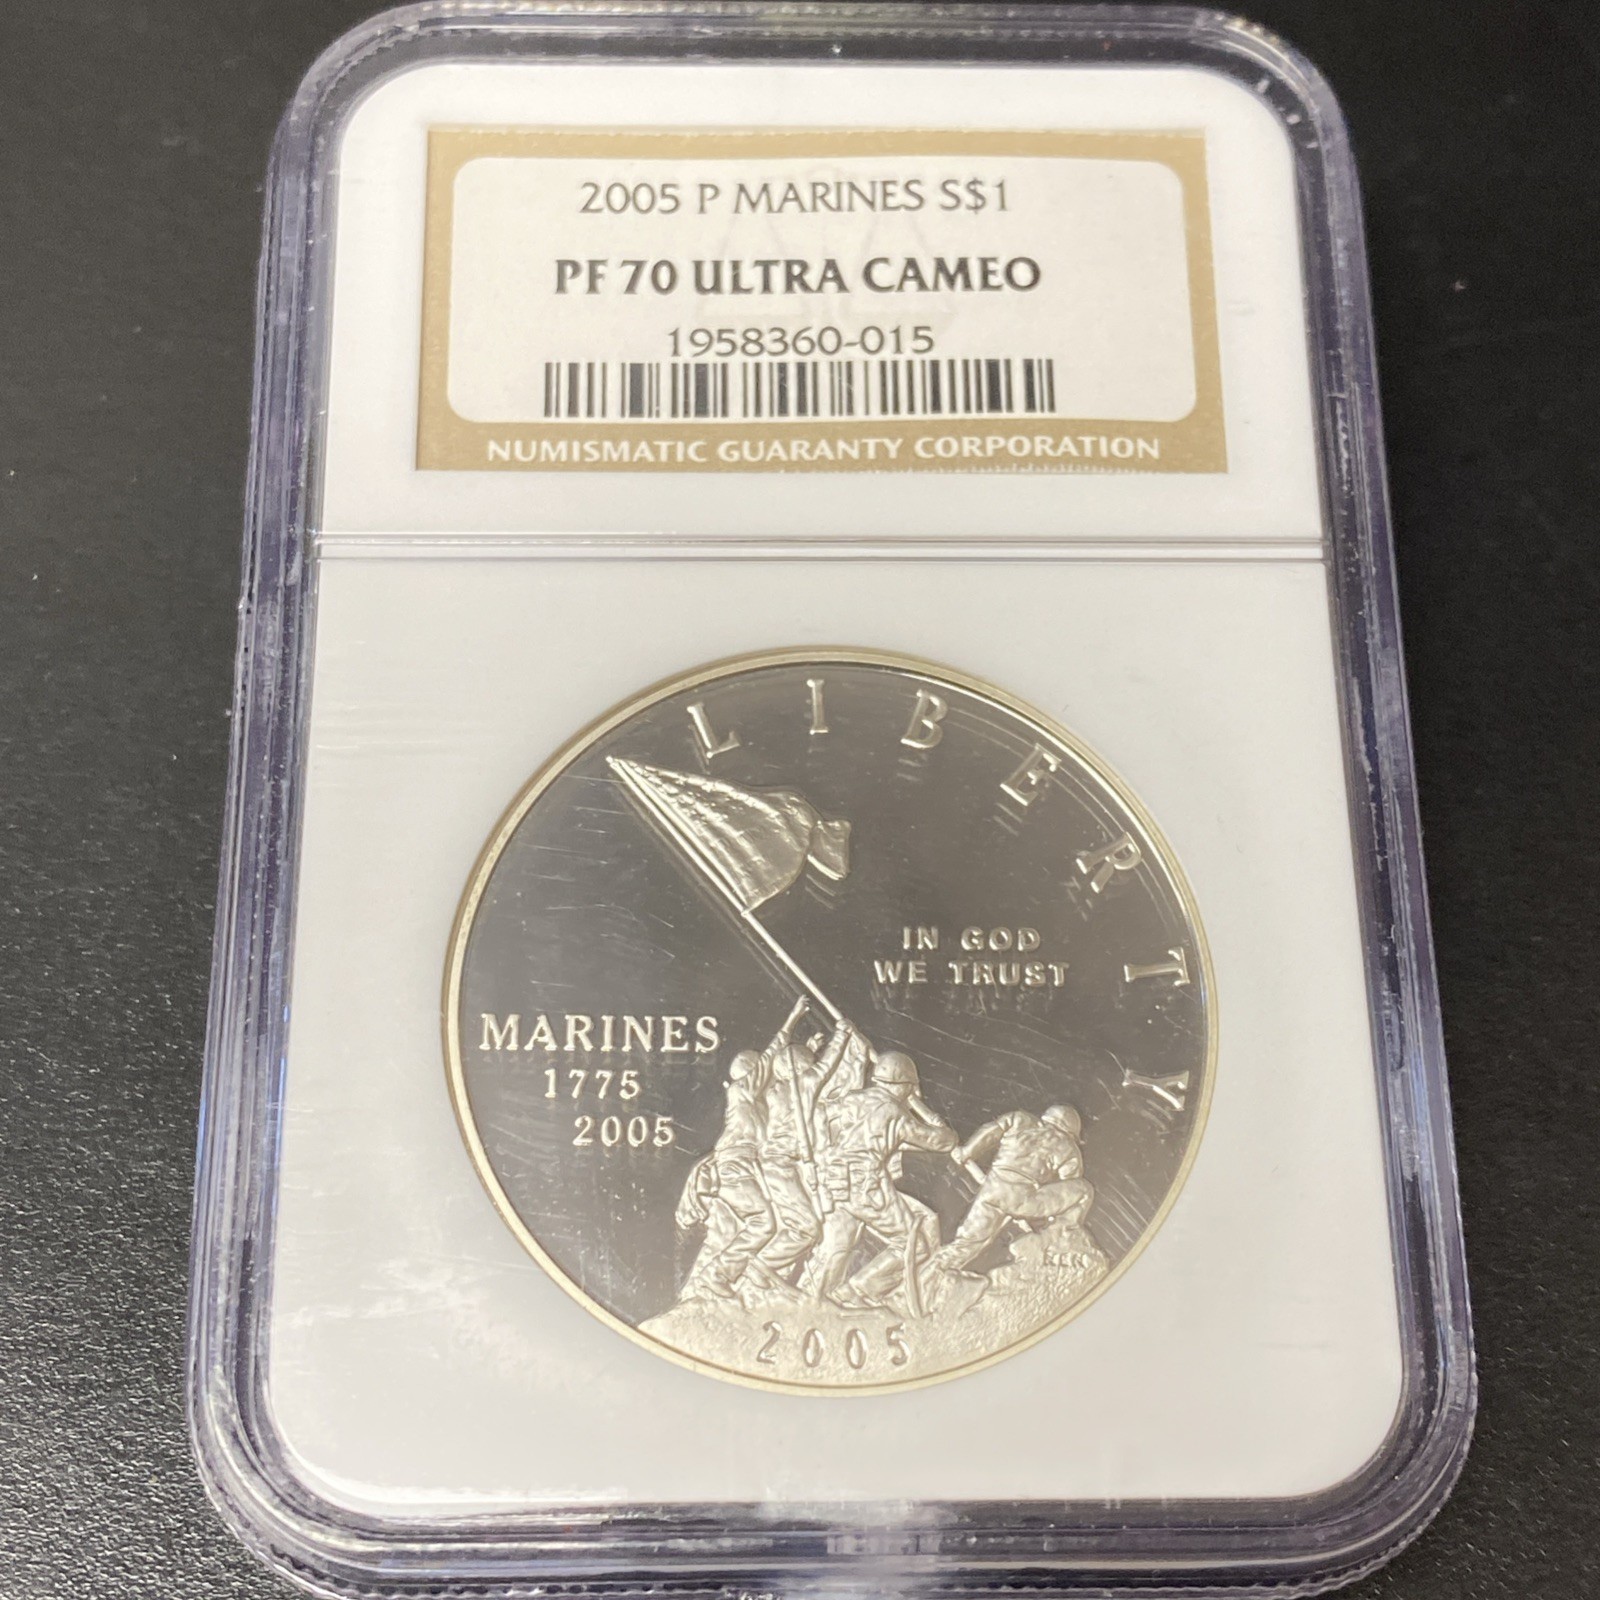 2005 P MARINES S$1
PF 70 ULTRA CAMEO
1958360-015
NUMISMATIC GUARANTY CORPORATION
LIBERTY
IN GOD
WE TRUST
MARINES
1775
2005
2005